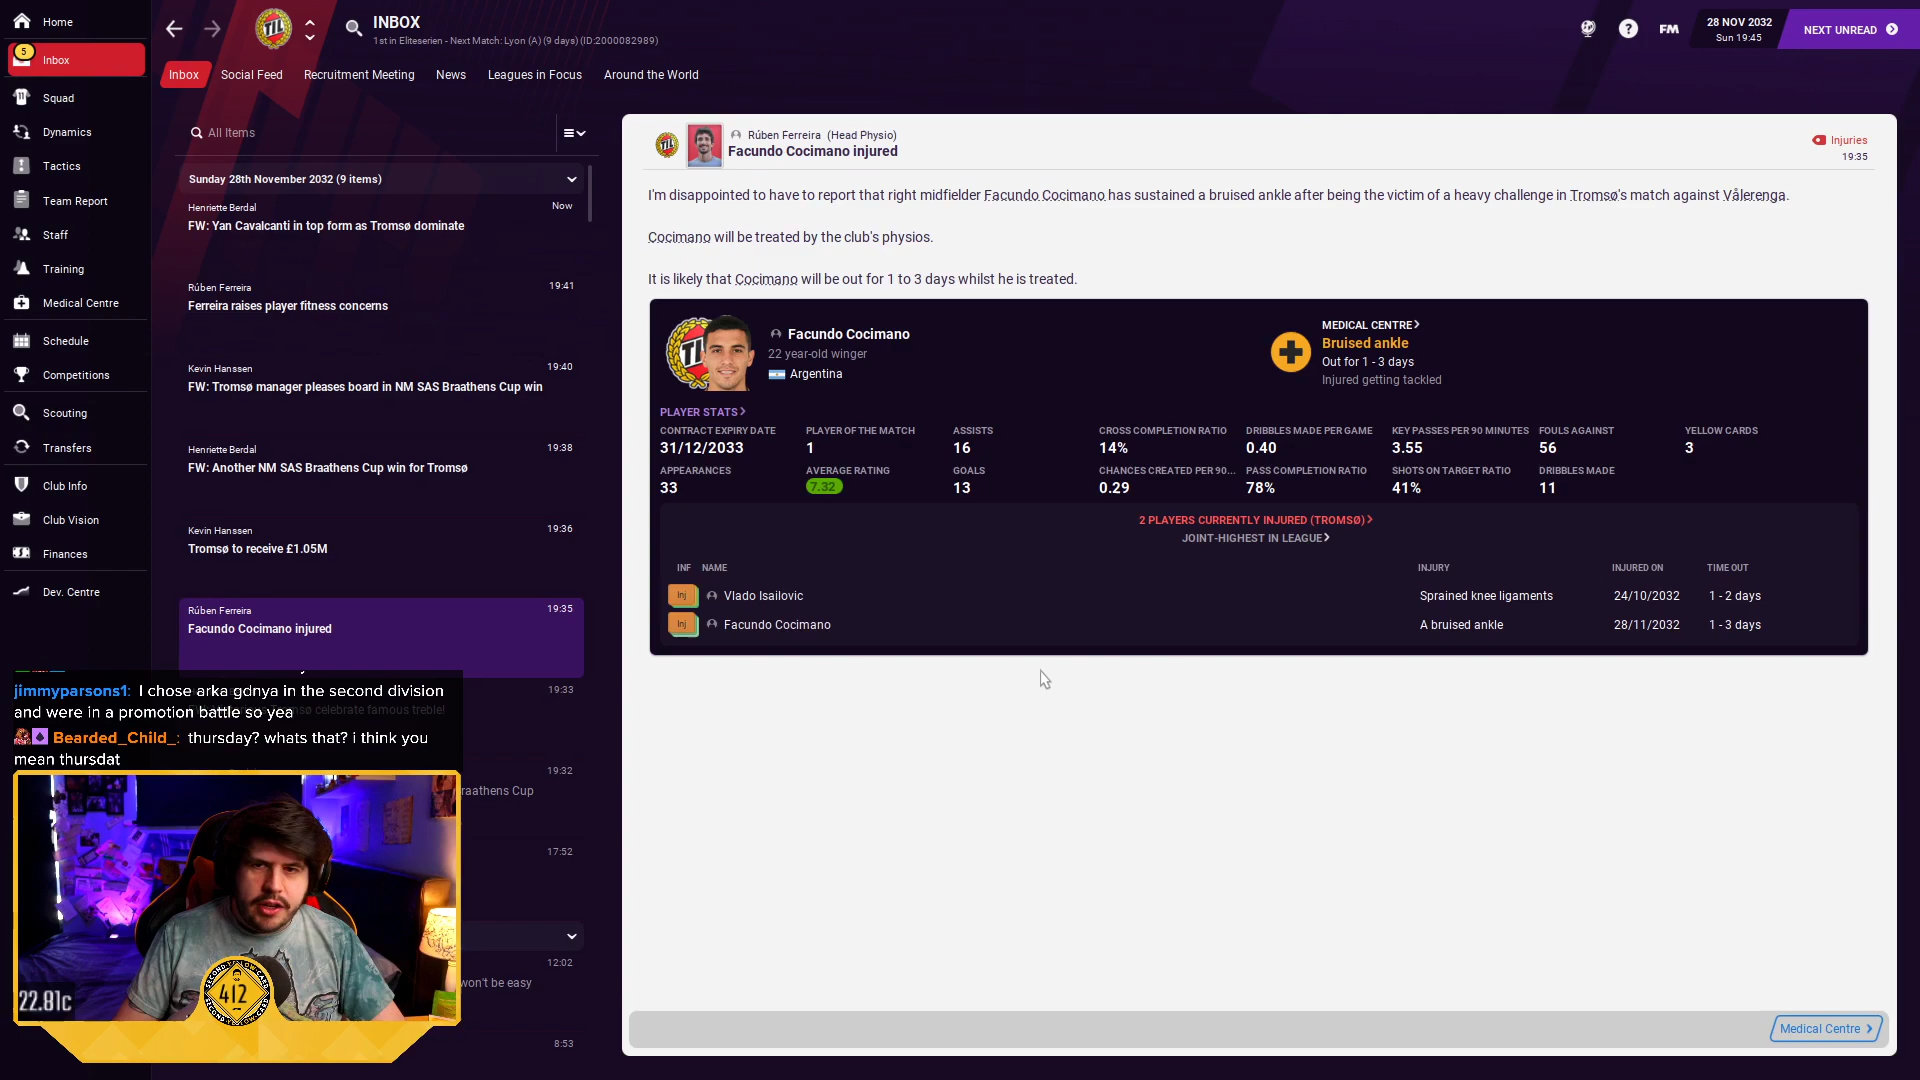 Home
5
Inbox
Squad
Dynamics
Tactics
Team Report
Staff
Training
Medical Centre
Schedule
Competitions
Scouting
Transfers
Club Info
Club Vision
Finances
Dev. Centre
TIL
INBOX
1st in Eliteserien - Next Match: Lyon (A) (9 days) (ID:2000082989)
? FM
28 NOV 2032
Sun 19:45
NEXT UNREAD
Inbox Social Feed Recruitment Meeting News Leagues in Focus Around the World
All Items
Sunday 28th November 2032 (9 items)
Henriette Berdal Now
FW: Yan Cavalcanti in top form as Tromsø dominate
Rúben Ferreira 19:41
Ferreira raises player fitness concerns
Kevin Hanssen 19:40
FW: Tromsø manager pleases board in NM SAS Braathens Cup win
Henriette Berdal 19:38
FW: Another NM SAS Braathens Cup win for Tromsø
Kevin Hanssen 19:36
Tromsø to receive £1.05M
Rúben Ferreira 19:35
Facundo Cocimano injured
19:33
celebrate famous treble!
19:32
raathens Cup
17:52
12:02
won't be easy
8:53
jimmyparsons1: I chose arka gdnya in the second division
and were in a promotion battle so yea
Bearded_Child_: thursday? whats that? i think you
mean thursdat
22.81c
SECOND YELLOW CARD
412
SECOND YELLOW CARD
Rúben Ferreira (Head Physio)
Facundo Cocimano injured
Injuries
19:35
I'm disappointed to have to report that right midfielder Facundo Cocimano has sustained a bruised ankle after being the victim of a heavy challenge in Tromsø's match against Vålerenga.
Cocimano will be treated by the club's physios.
It is likely that Cocimano will be out for 1 to 3 days whilst he is treated.
Facundo Cocimano
22 year-old winger
Argentina
MEDICAL CENTRE
Bruised ankle
Out for 1 - 3 days
Injured getting tackled
PLAYER STATS
CONTRACT EXPIRY DATE PLAYER OF THE MATCH ASSISTS CROSS COMPLETION RATIO DRIBBLES MADE PER GAME KEY PASSES PER 90 MINUTES FOULS AGAINST YELLOW CARDS
31/12/2033 1 16 14% 0.40 3.55 56 3
APPEARANCES AVERAGE RATING GOALS CHANCES CREATED PER 90... PASS COMPLETION RATIO SHOTS ON TARGET RATIO DRIBBLES MADE
33 7.32 13 0.29 78% 41% 11
2 PLAYERS CURRENTLY INJURED (TROMSØ)
JOINT-HIGHEST IN LEAGUE
INF NAME INJURY INJURED ON TIME OUT
Inj Vlado Isailovic Sprained knee ligaments 24/10/2032 1 - 2 days
Inj Facundo Cocimano A bruised ankle 28/11/2032 1 - 3 days
Medical Centre